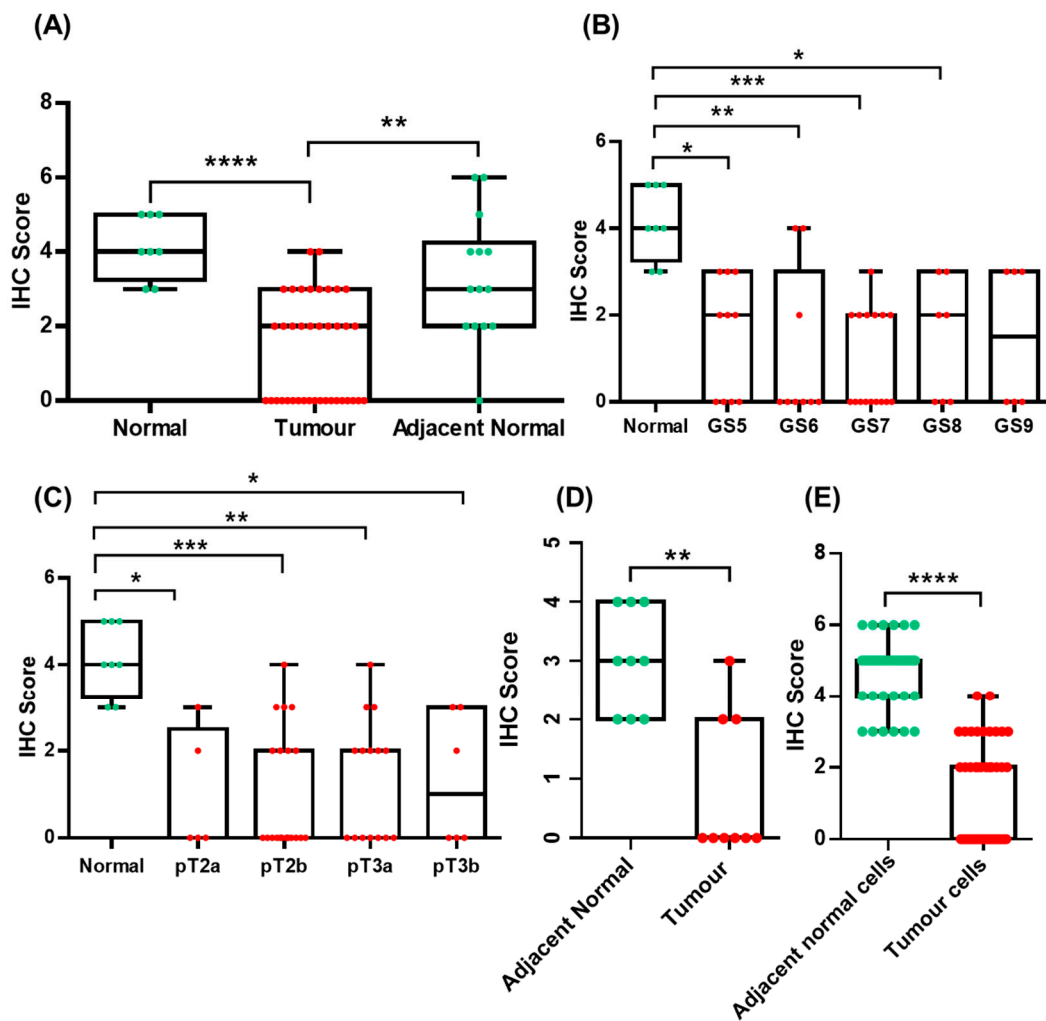 (A)
IHC Score
8
6
4
2
0
****
**
Normal Tumour Adjacent Normal
(B)
IHC Score
6
4
2
0
*
***
**
*
Normal GS5 GS6 GS7 GS8 GS9
(C)
IHC Score
6
4
2
0
*
**
***
*
Normal pT2a pT2b pT3a pT3b
(D)
IHC Score
5
4
3
2
1
0
**
Adjacent Normal
Tumour
(E)
IHC Score
8
6
4
2
0
****
Adjacent normal cells
Tumour cells